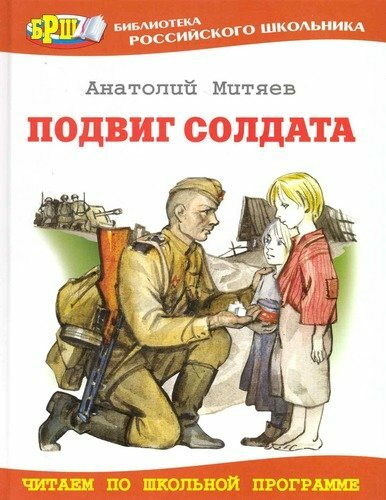 БРШ
БИБЛИОТЕКА
РОССИЙСКОГО ШКОЛЬНИКА
Анатолий Митяев
ПОДВИГ СОЛДАТА
ЧИТАЕМ ПО ШКОЛЬНОЙ ПРОГРАММЕ